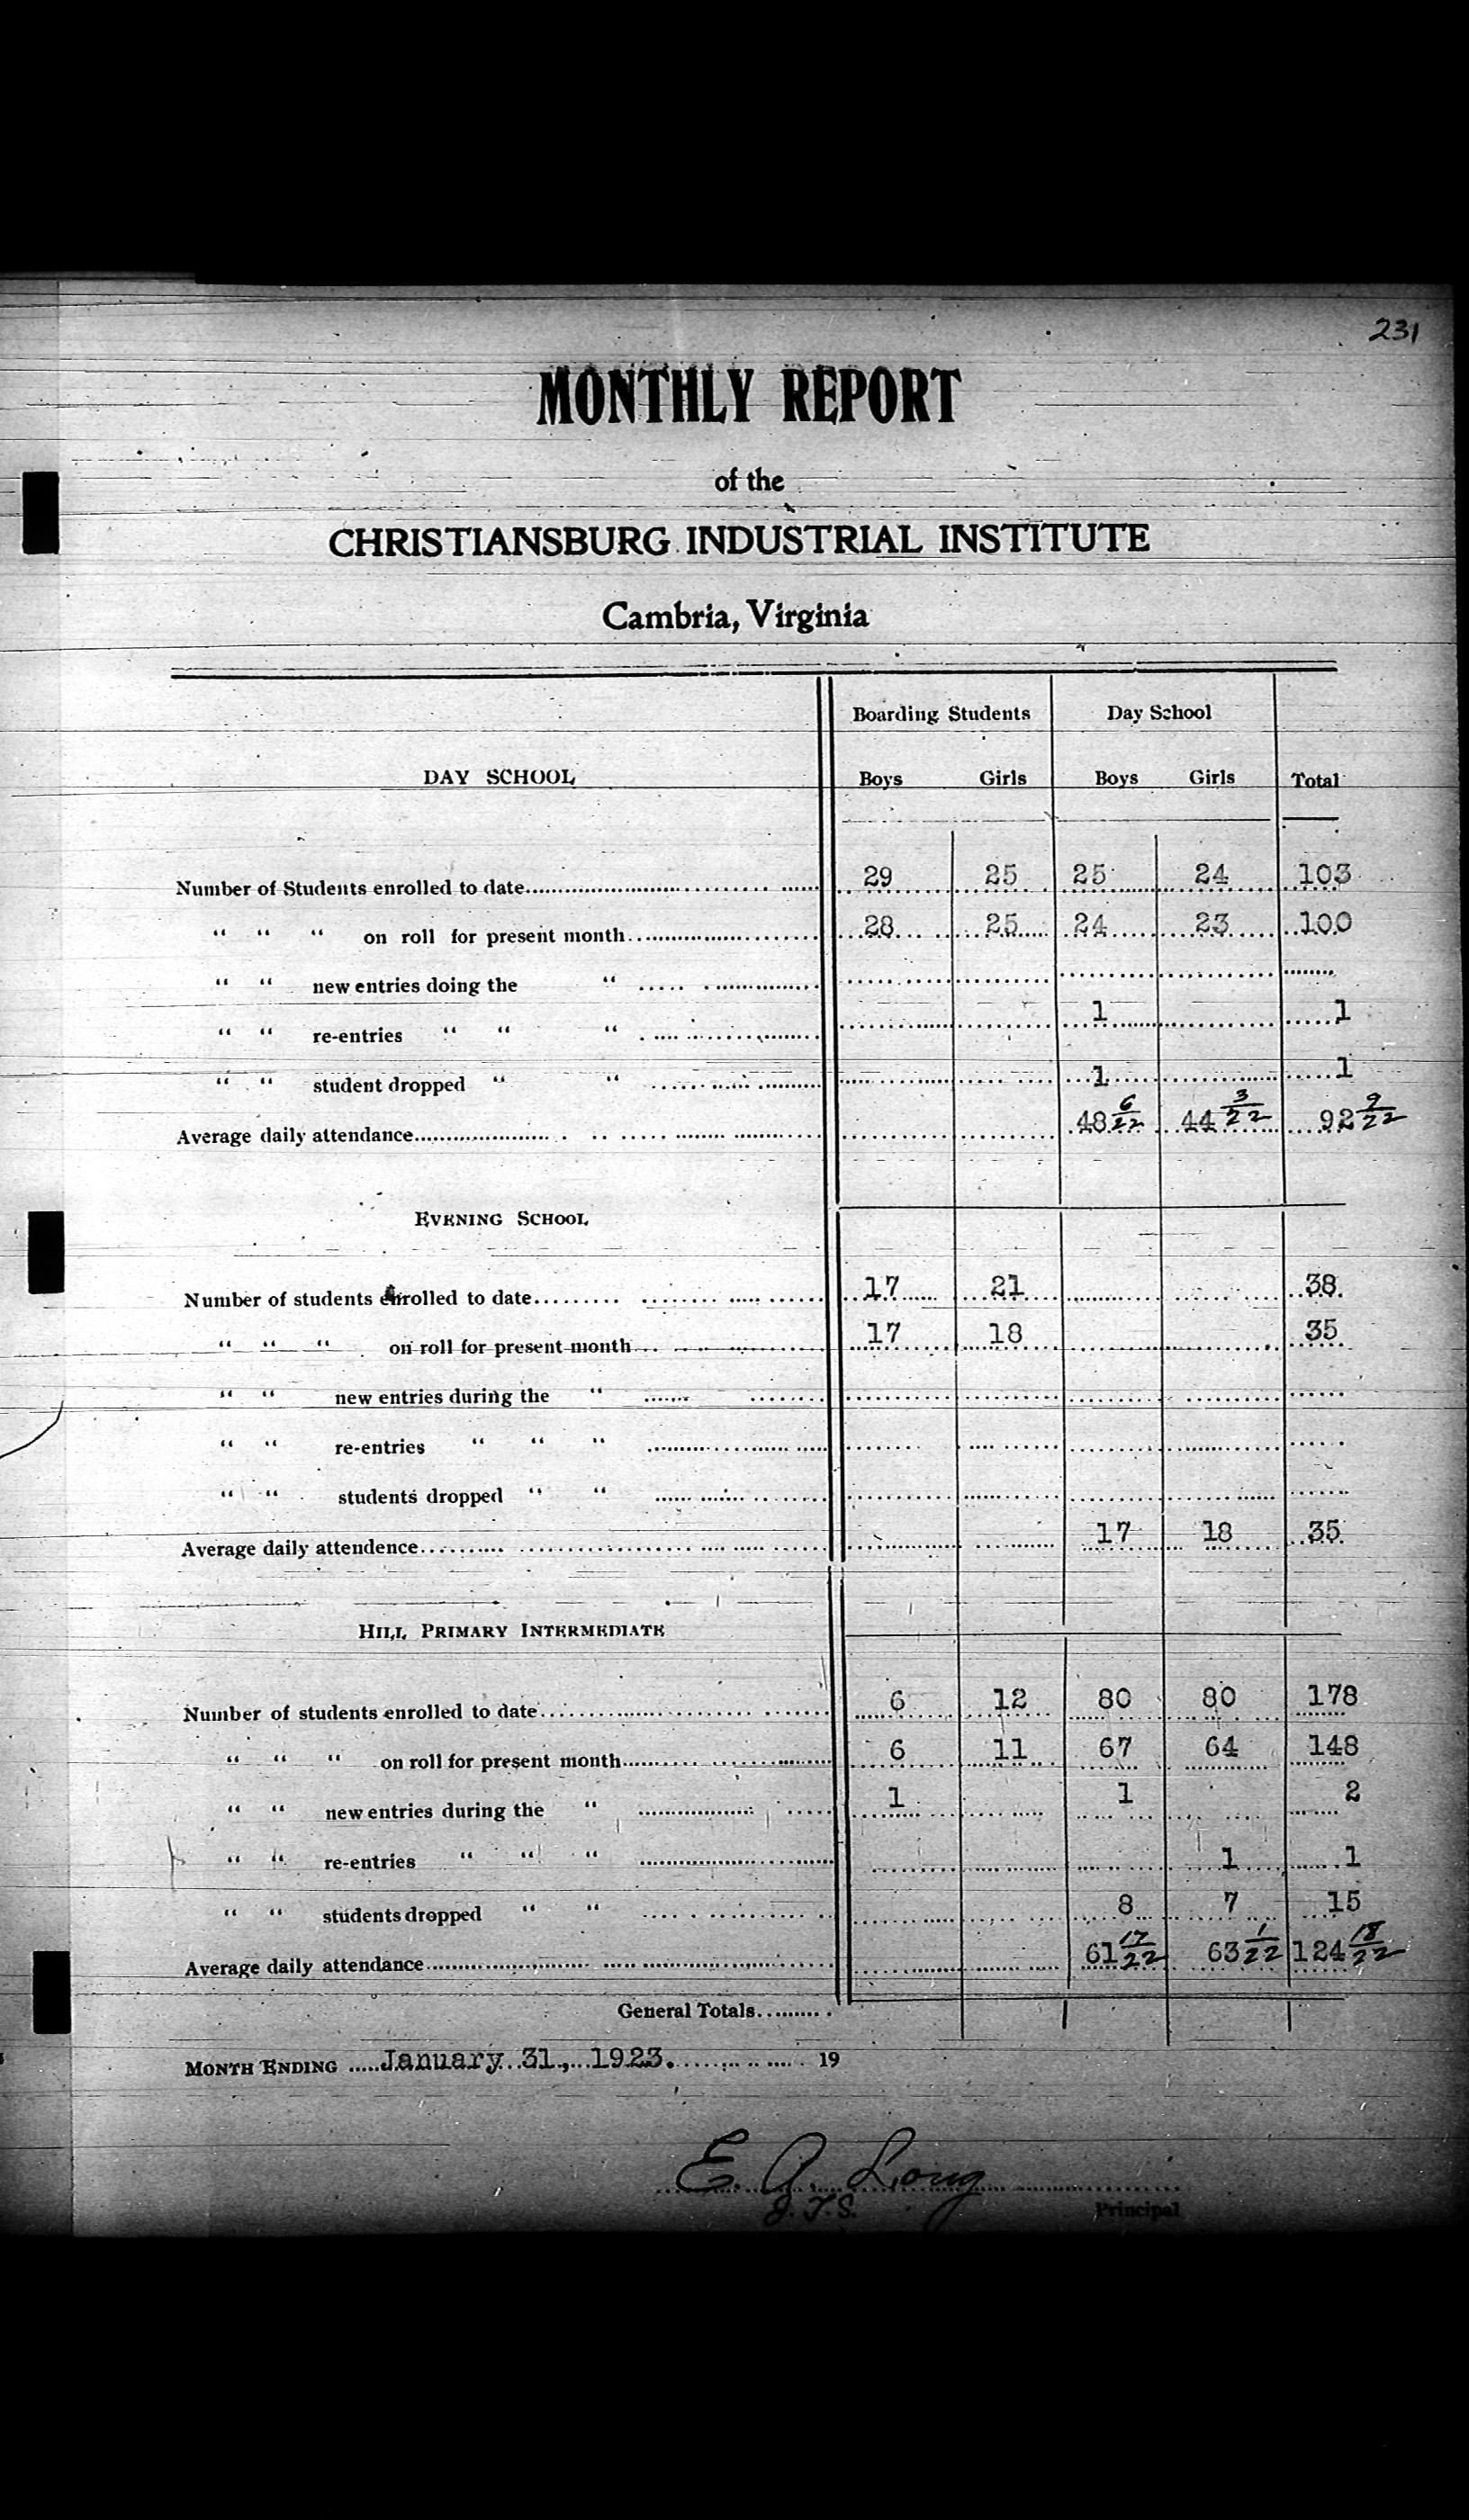 231
MONTHLY REPORT
of the
CHRISTIANSBURG INDUSTRIAL INSTITUTE
Cambria, Virginia
Boarding Students Day School
DAY SCHOOL Boys Girls Boys Girls Total
Number of Students enrolled to date 29 25 25 24 103
" " " on roll for present month 28 25 24 23 100
" " new entries doing the "
" " re-entries " " " 1 1
" " student dropped " " 1 1
Average daily attendance 48 6/22 44 3/22 92 9/22
EVENING SCHOOL
Number of students enrolled to date 17 21 38
" " " on roll for present month 17 18 35
" " new entries during the "
" " re-entries " " "
" " students dropped " "
Average daily attendence 17 18 35
HILL PRIMARY INTERMEDIATE
Number of students enrolled to date 6 12 80 80 178
" " " on roll for present month 6 11 67 64 148
" " new entries during the " 1 1 2
" " re-entries " " " 1 1
" " students dropped " " 8 7 15
Average daily attendance 61 17/22 63 1/22 124 18/22
General Totals
MONTH ENDING January 31, 1923. 19
E. A. Long
J.T.S. Principal